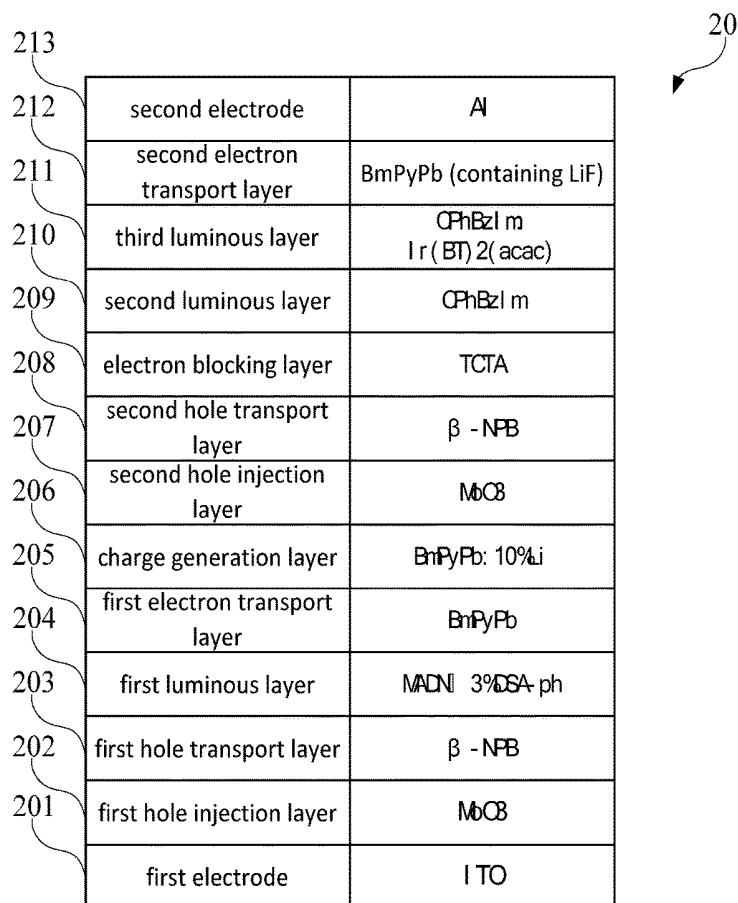 20
213
second electrode Al
212
second electron
transport layer BmPyPb (containing LiF)
211
third luminous layer CPhBzIm:
Ir(BT)2(acac)
210
second luminous layer CPhBzIm
209
electron blocking layer TCTA
208
second hole transport
layer β-NPB
207
second hole injection
layer MoO3
206
charge generation layer BmPyPb: 10%Li
205
first electron transport
layer BmPyPb
204
first luminous layer MADN 3%DSA-ph
203
first hole transport layer β-NPB
202
first hole injection layer MoO3
201
first electrode ITO